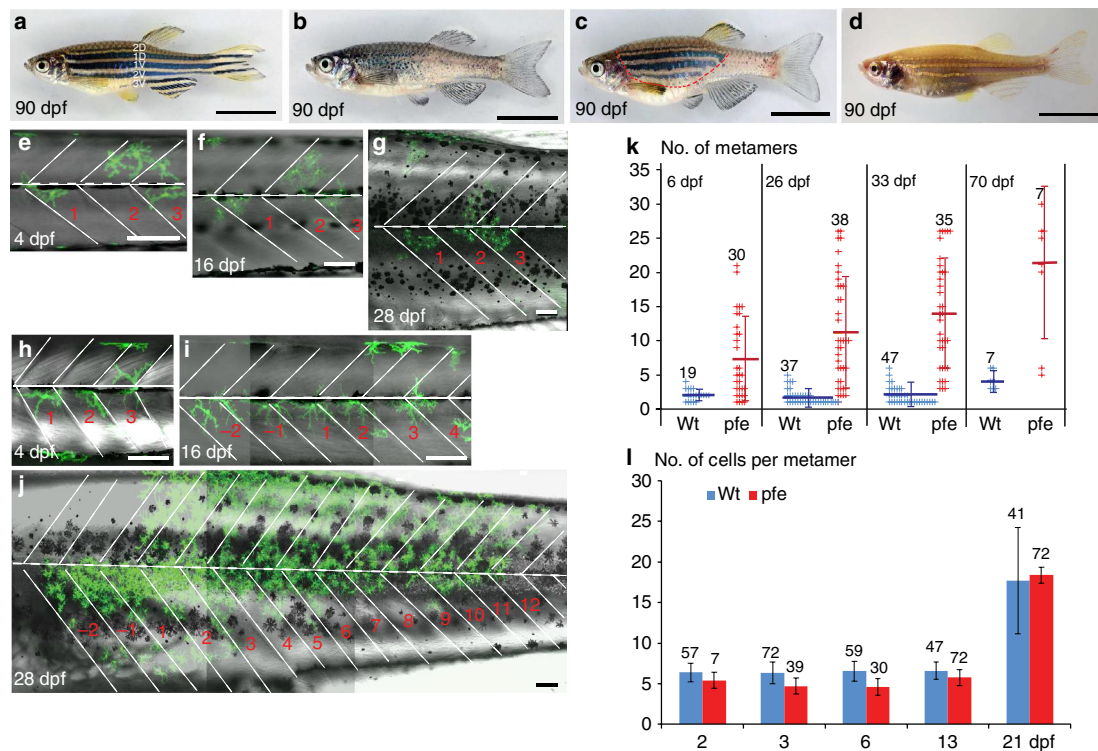 a
2D
1D
90 dpf
b
90 dpf
c
90 dpf
d
90 dpf
e
1 2 3
4 dpf
f
1 2 3
16 dpf
g
1 2 3
28 dpf
h
1 2 3
4 dpf
i
–2 –1 1 2 3 4
16 dpf
j
–2 –1 1 2 3 4 5 6 7 8 9 10 11 12
28 dpf
k No. of metamers
35
30
25
20
15
10
5
0
6 dpf 26 dpf 33 dpf 70 dpf
19 30 37 38 47 35 7 7
Wt pfe Wt pfe Wt pfe Wt pfe
l No. of cells per metamer
30
25
20
15
10
5
0
Wt pfe
57 7 72 39 59 30 47 72 41 72
2 3 6 13 21 dpf